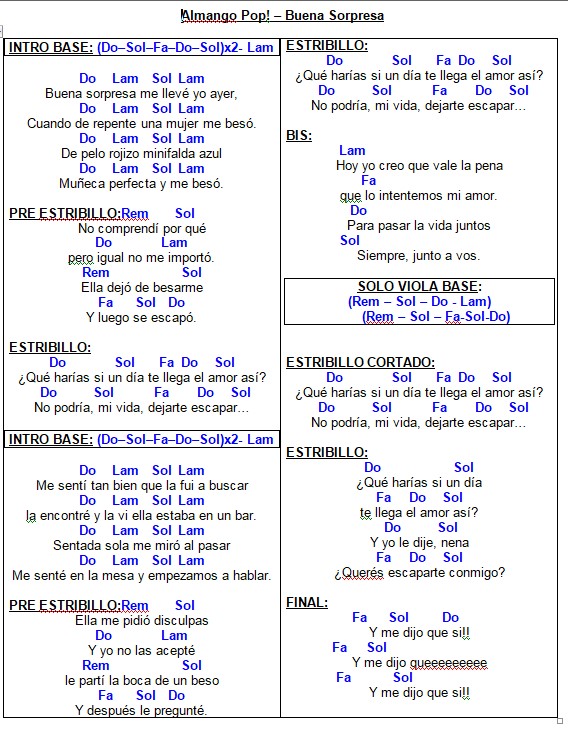 Almango Pop! – Buena Sorpresa
INTRO BASE: (Do–Sol–Fa–Do–Sol)x2- Lam
Do Lam Sol Lam
Buena sorpresa me llevé yo ayer,
Do Lam Sol Lam
Cuando de repente una mujer me besó.
Do Lam Sol Lam
De pelo rojizo minifalda azul
Do Lam Sol Lam
Muñeca perfecta y me besó.
PRE ESTRIBILLO:Rem Sol
No comprendí por qué
Do Lam
pero igual no me importó.
Rem Sol
Ella dejó de besarme
Fa Sol Do
Y luego se escapó.
ESTRIBILLO:
Do Sol Fa Do Sol
¿Qué harías si un día te llega el amor así?
Do Sol Fa Do Sol
No podría, mi vida, dejarte escapar...
INTRO BASE: (Do–Sol–Fa–Do–Sol)x2- Lam
Do Lam Sol Lam
Me sentí tan bien que la fui a buscar
Do Lam Sol Lam
la encontré y la vi ella estaba en un bar.
Do Lam Sol Lam
Sentada sola me miró al pasar
Do Lam Sol Lam
Me senté en la mesa y empezamos a hablar.
PRE ESTRIBILLO:Rem Sol
Ella me pidió disculpas
Do Lam
Y yo no las acepté
Rem Sol
le partí la boca de un beso
Fa Sol Do
Y después le pregunté.
ESTRIBILLO:
Do Sol Fa Do Sol
¿Qué harías si un día te llega el amor así?
Do Sol Fa Do Sol
No podría, mi vida, dejarte escapar...
BIS:
Lam
Hoy yo creo que vale la pena
Fa
que lo intentemos mi amor.
Do
Para pasar la vida juntos
Sol
Siempre, junto a vos.
SOLO VIOLA BASE:
(Rem – Sol – Do - Lam)
(Rem – Sol – Fa-Sol-Do)
ESTRIBILLO CORTADO:
Do Sol Fa Do Sol
¿Qué harías si un día te llega el amor así?
Do Sol Fa Do Sol
No podría, mi vida, dejarte escapar...
ESTRIBILLO:
Do Sol
¿Qué harías si un día
Fa Do Sol
te llega el amor así?
Do Sol
Y yo le dije, nena
Fa Do Sol
¿Querés escaparte conmigo?
FINAL:
Fa Sol Do
Y me dijo que si!!
Fa Sol
Y me dijo queeeeeeeee
Fa Sol
Y me dijo que si!!